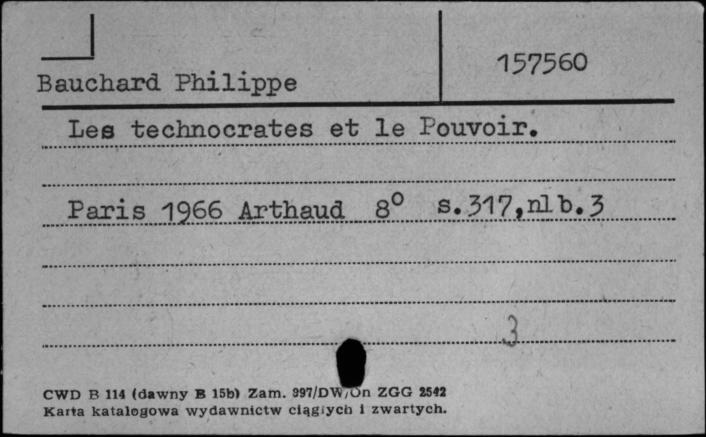 157560
Bauchard Philippe
Les technocrates et le Pouvoir.
Paris 1966 Arthaud 8° s.317,nlb.3
3
CWD B 114 (dawny B 15b) Zam. 997/DW/On ZGG 2542
Karta katalogowa wydawnictw ciągłych i zwartych.